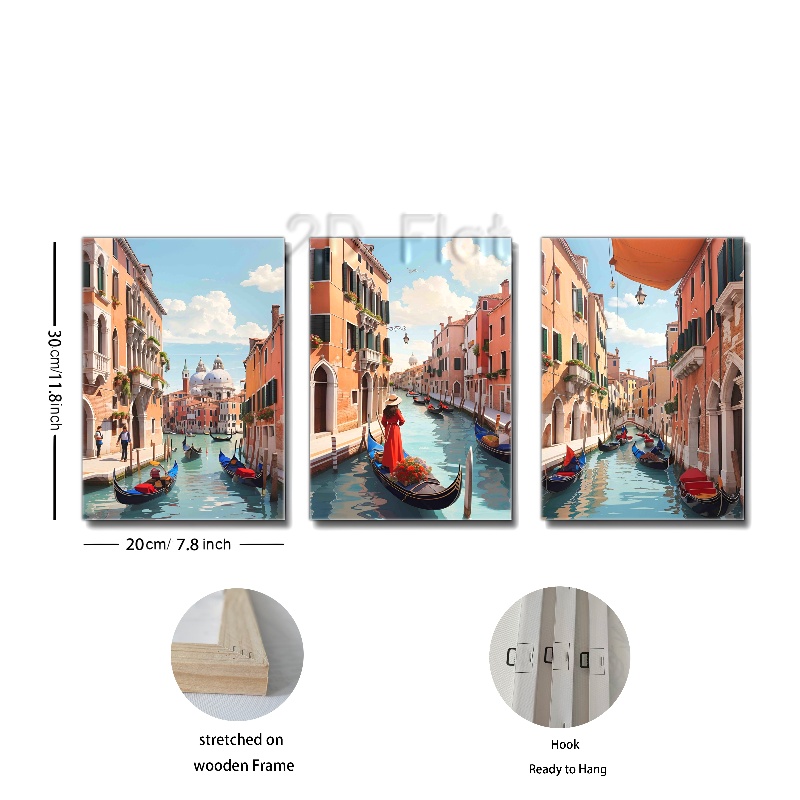 2D Flat
30cm/11.8inch
20cm/ 7.8 inch
stretched on
wooden Frame
Hook
Ready to Hang